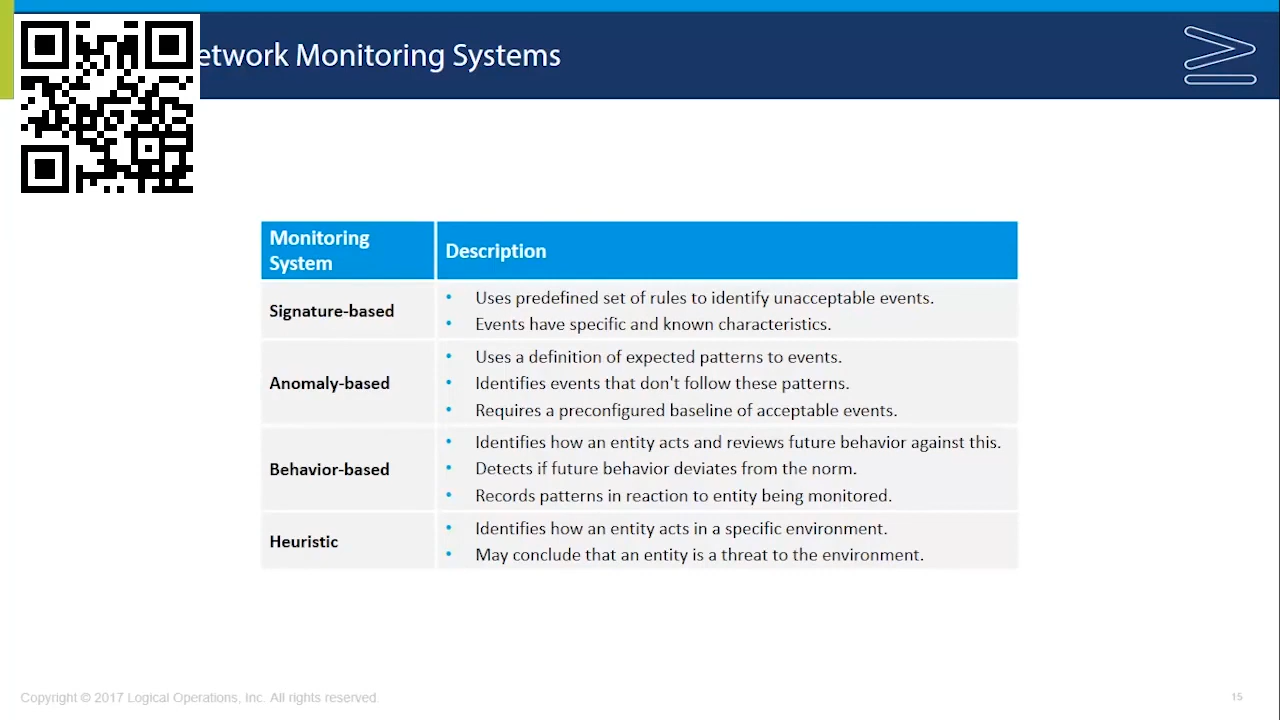 etwork Monitoring Systems
Monitoring
System
Description
Signature-based
• Uses predefined set of rules to identify unacceptable events.
• Events have specific and known characteristics.
Anomaly-based
• Uses a definition of expected patterns to events.
• Identifies events that don't follow these patterns.
• Requires a preconfigured baseline of acceptable events.
Behavior-based
• Identifies how an entity acts and reviews future behavior against this.
• Detects if future behavior deviates from the norm.
• Records patterns in reaction to entity being monitored.
Heuristic
• Identifies how an entity acts in a specific environment.
• May conclude that an entity is a threat to the environment.
Copyright © 2017 Logical Operations, Inc. All rights reserved.
15